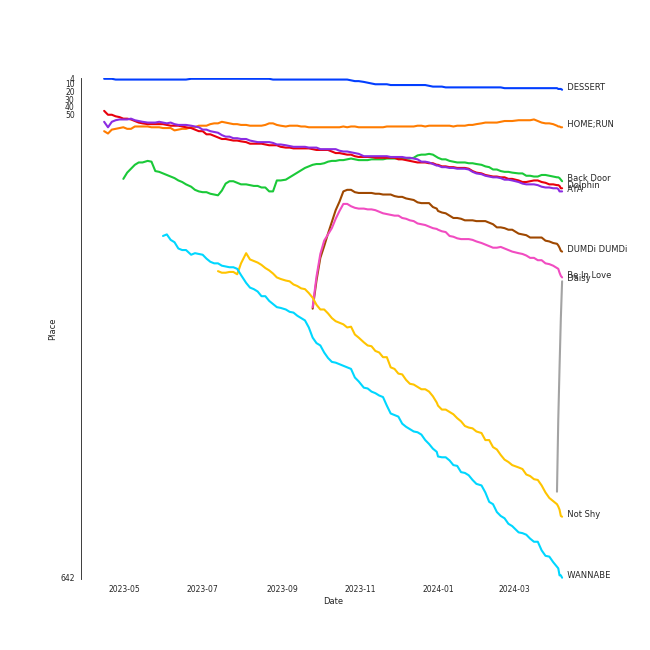 4
10
20
30
40
50
642
Place
2023-05
2023-07
2023-09
2023-11
2024-01
2024-03
Date
DESSERT
HOME;RUN
Back Door
Dolphin
AYA
DUMDi DUMDi
Be In Love
Daisy
Not Shy
WANNABE